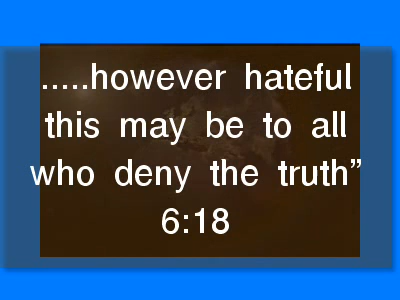 .....however hateful
this may be to all
who deny the truth”
6:18